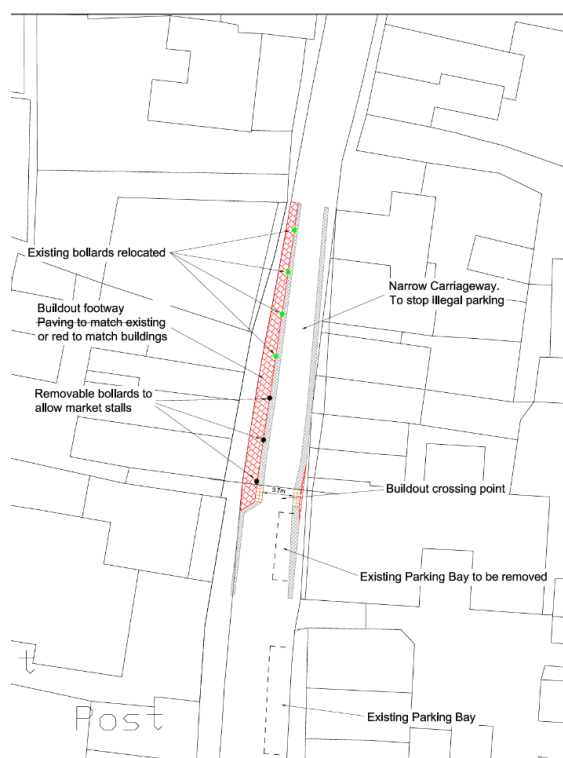 Existing bollards relocated
Narrow Carriageway.
To stop illegal parking
Buildout footway
Paving to match existing
or red to match buildings
Removable bollards to
allow market stalls
3.7m
Buildout crossing point
Existing Parking Bay to be removed
t
Post
Existing Parking Bay